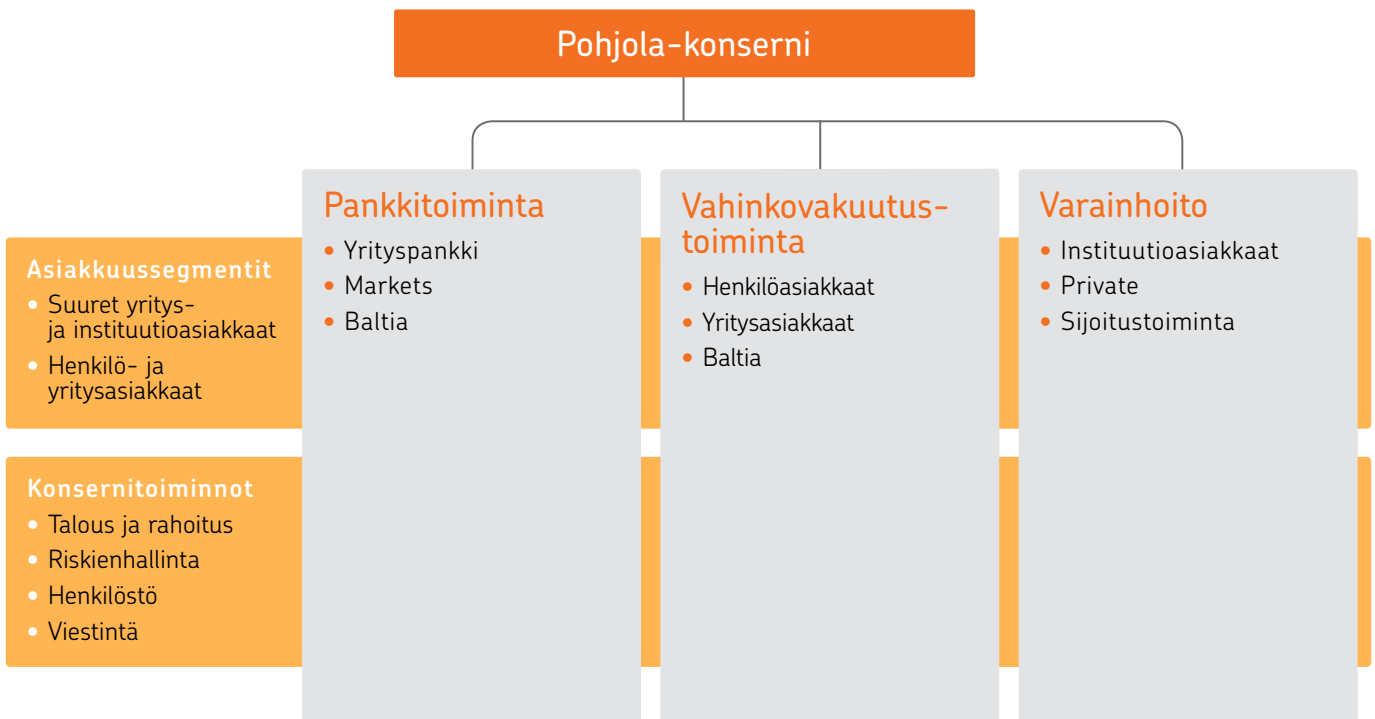 Pohjola-konserni
Pankkitoiminta
• Yrityspankki
• Markets
• Baltia
Vahinkovakuutus-
toiminta
• Henkilöasiakkaat
• Yritysasiakkaat
• Baltia
Varainhoito
• Instituutioasiakkaat
• Private
• Sijoitustoiminta
Asiakkuussegmentit
• Suuret yritys-
ja instituutioasiakkaat
• Henkilö- ja
yritysasiakkaat
Konsernitoiminnot
• Talous ja rahoitus
• Riskienhallinta
• Henkilöstö
• Viestintä